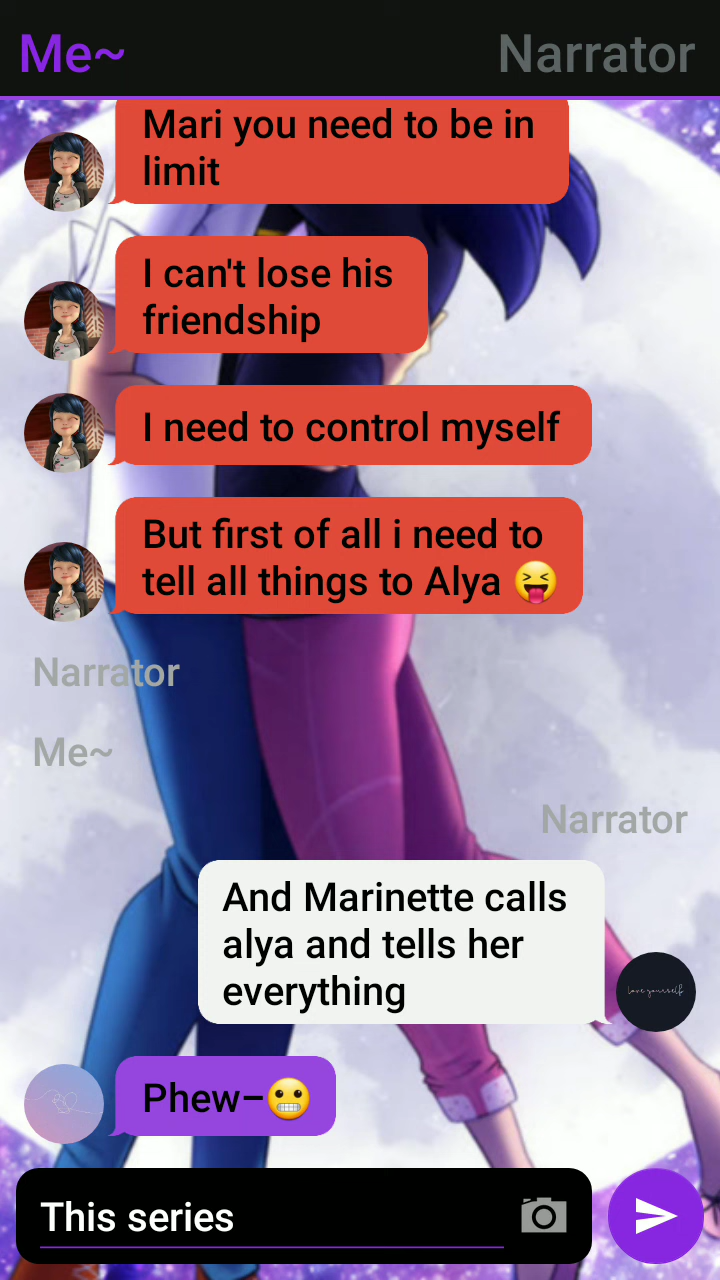 Me~ Narrator
Mari you need to be in
limit
I can't lose his
friendship
I need to control myself
But first of all i need to
tell all things to Alya 😝
Narrator
Me~
Narrator
And Marinette calls
alya and tells her
everything
love yourself
Phew–😬
This series